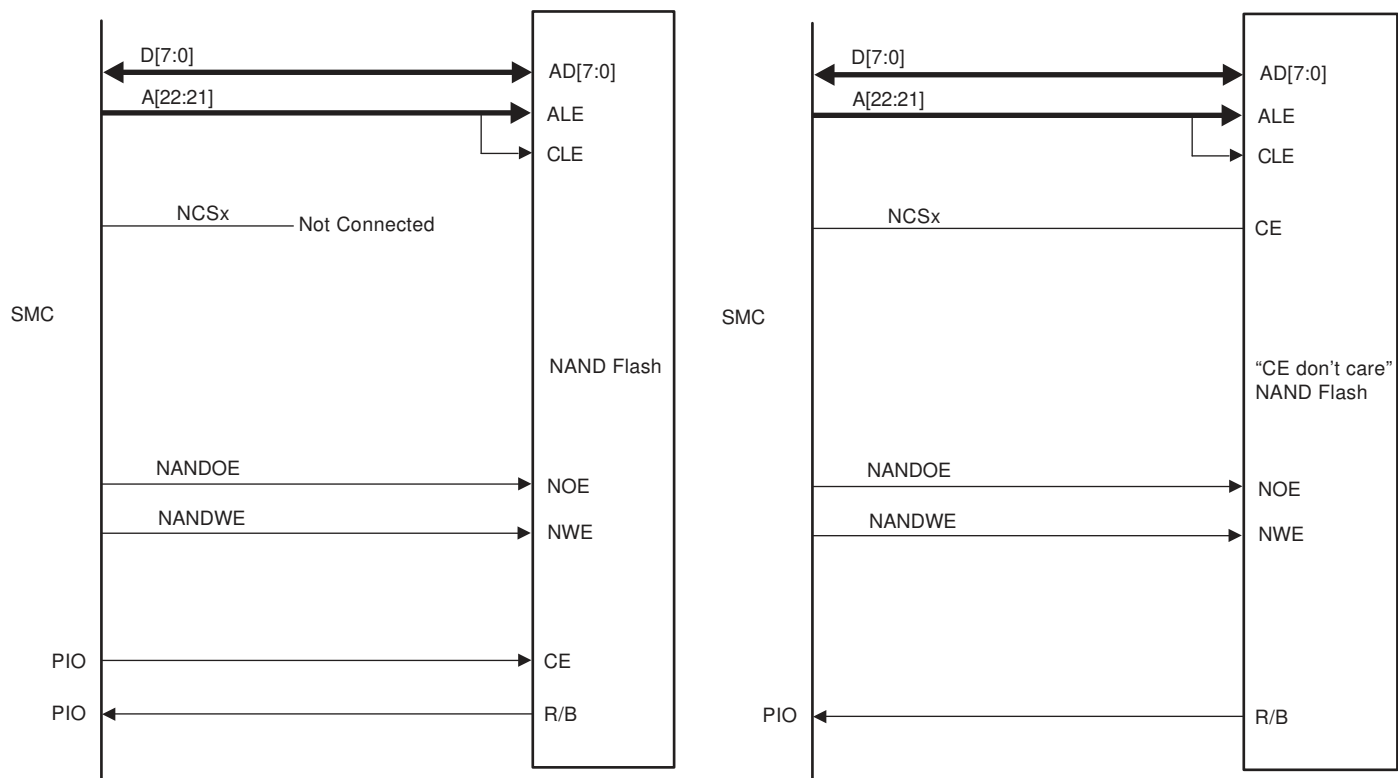 D[7:0]
AD[7:0]
A[22:21]
ALE
CLE
NCSx
Not Connected
SMC
NAND Flash
NANDOE
NOE
NANDWE
NWE
PIO
CE
PIO
R/B
D[7:0]
AD[7:0]
A[22:21]
ALE
CLE
NCSx
CE
SMC
“CE don’t care”
NAND Flash
NANDOE
NOE
NANDWE
NWE
PIO
R/B